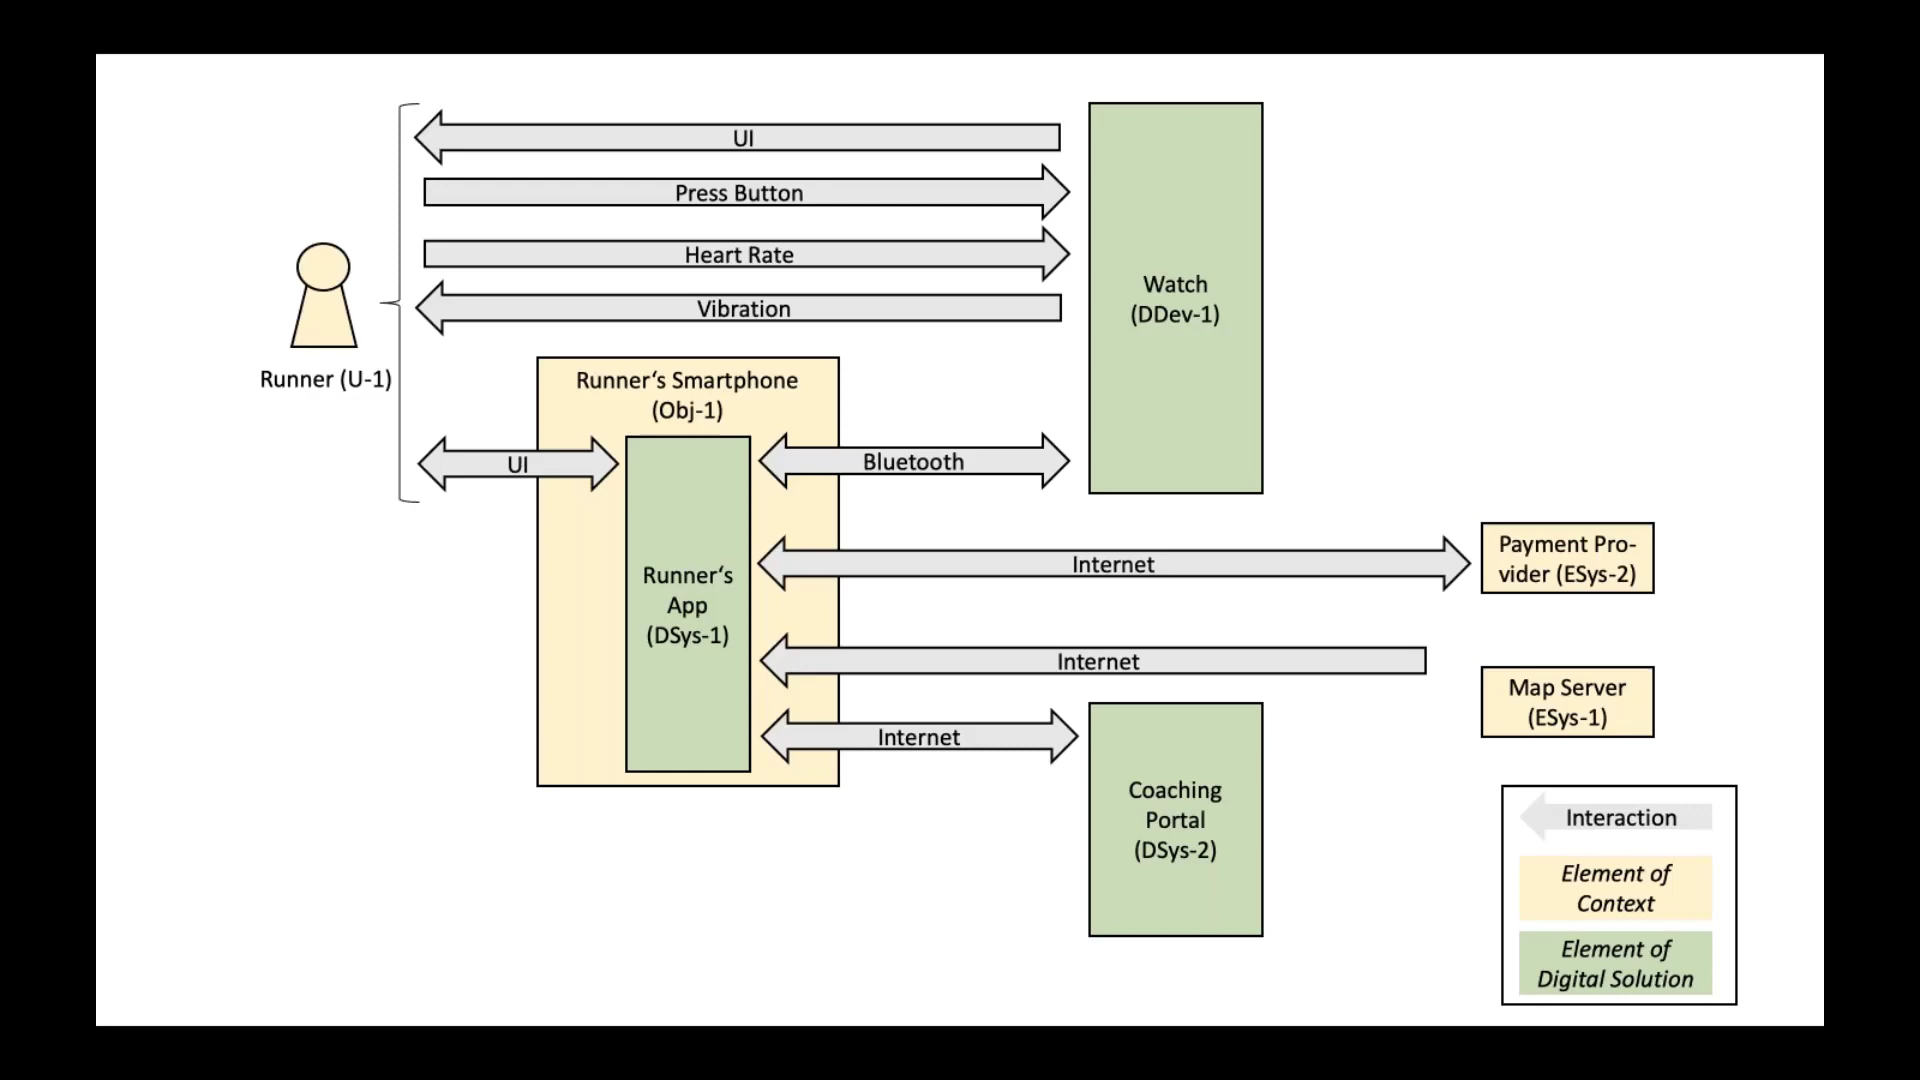 UI
Press Button
Heart Rate
Vibration
Watch
(DDev-1)
Runner (U-1)
Runner‘s Smartphone
(Obj-1)
UI
Bluetooth
Internet
Payment Pro-
vider (ESys-2)
Runner‘s
App
(DSys-1)
Internet
Map Server
(ESys-1)
Internet
Coaching
Portal
(DSys-2)
Interaction
Element of
Context
Element of
Digital Solution